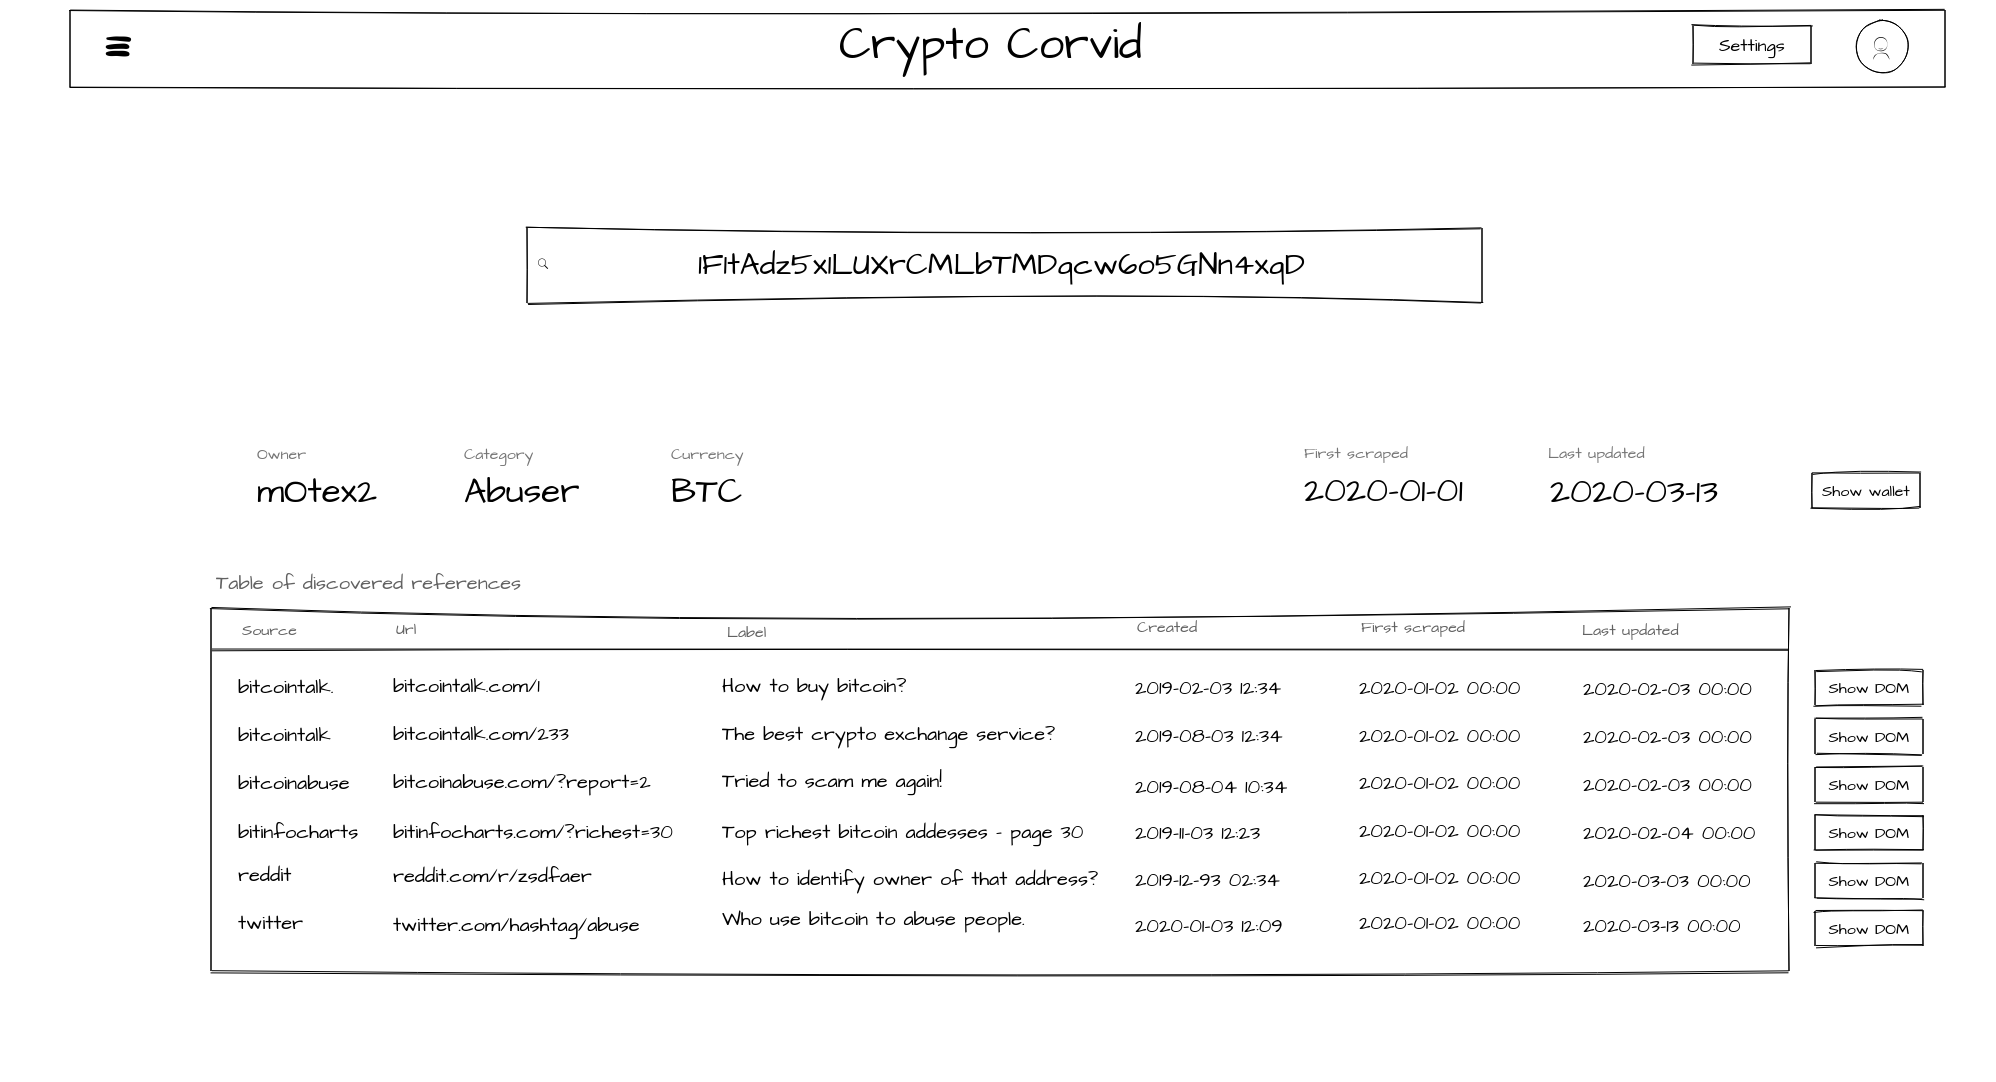 Crypto Corvid
Settings
1F1tAdz5x1LUXrCMLbTMDqcw6o5GNn4xqD
Owner Category Currency First scraped Last updated
m0tex2 Abuser BTC 2020-01-01 2020-03-13 Show wallet
Table of discovered references
Source Url Label Created First scraped Last updated
bitcointalk. bitcointalk.com/1 How to buy bitcoin? 2019-02-03 12:34 2020-01-02 00:00 2020-02-03 00:00 Show DOM
bitcointalk bitcointalk.com/233 The best crypto exchange service? 2019-08-03 12:34 2020-01-02 00:00 2020-02-03 00:00 Show DOM
bitcoinabuse bitcoinabuse.com/?report=2 Tried to scam me again! 2019-08-04 10:34 2020-01-02 00:00 2020-02-03 00:00 Show DOM
bitinfocharts bitinfocharts.com/?richest=30 Top richest bitcoin addesses - page 30 2019-11-03 12:23 2020-01-02 00:00 2020-02-04 00:00 Show DOM
reddit reddit.com/r/zsdfaer How to identify owner of that address? 2019-12-93 02:34 2020-01-02 00:00 2020-03-03 00:00 Show DOM
twitter twitter.com/hashtag/abuse Who use bitcoin to abuse people. 2020-01-03 12:09 2020-01-02 00:00 2020-03-13 00:00 Show DOM